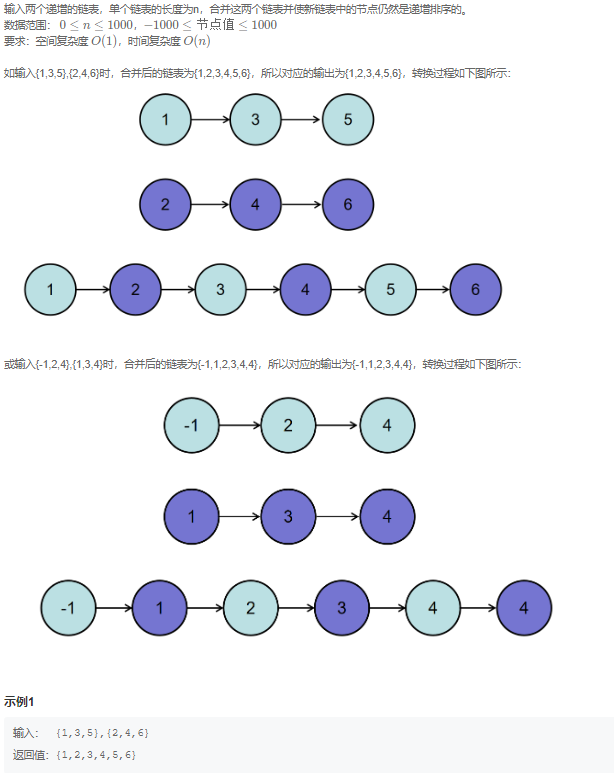 输入两个递增的链表，单个链表的长度为n，合并这两个链表并使新链表中的节点仍然是递增排序的。
数据范围： 0 ≤ n ≤ 1000，−1000 ≤ 节点值 ≤ 1000
要求：空间复杂度 O(1)，时间复杂度 O(n)
如输入{1,3,5},{2,4,6}时，合并后的链表为{1,2,3,4,5,6}，所以对应的输出为{1,2,3,4,5,6}，转换过程如下图所示：
1 3 5
2 4 6
1 2 3 4 5 6
或输入{-1,2,4},{1,3,4}时，合并后的链表为{-1,1,2,3,4,4}，所以对应的输出为{-1,1,2,3,4,4}，转换过程如下图所示：
-1 2 4
1 3 4
-1 1 2 3 4 4
示例1
输入： {1,3,5},{2,4,6}
返回值：{1,2,3,4,5,6}